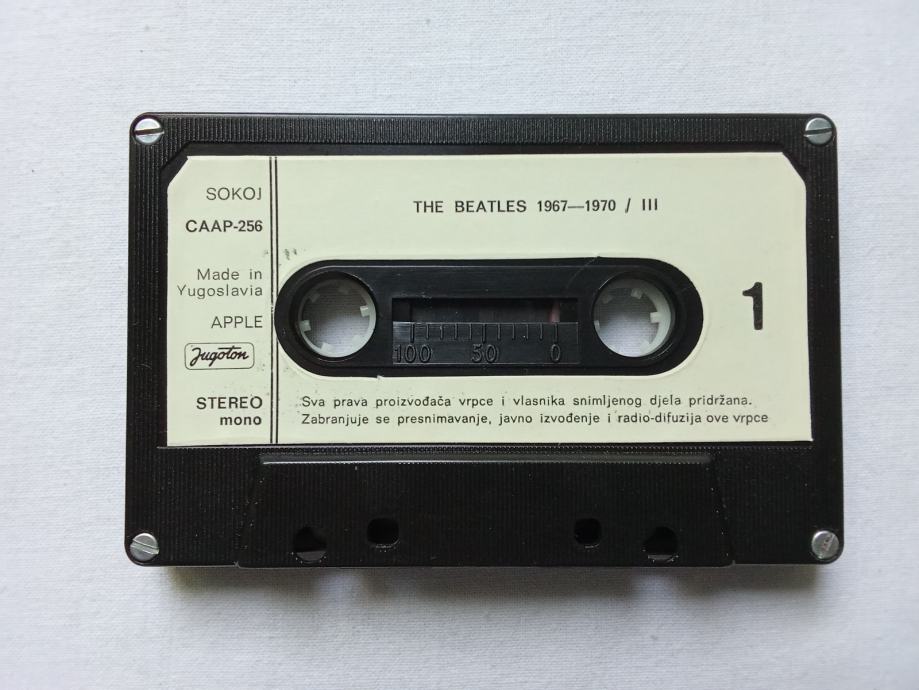 SOKOJ
CAAP-256
Made in
Yugoslavia
APPLE
Jugoton
STEREO
mono
THE BEATLES 1967—1970 / III
1
100 50 0
Sva prava proizvođača vrpce i vlasnika snimljenog djela pridržana.
Zabranjuje se presnimavanje, javno izvođenje i radio-difuzija ove vrpce